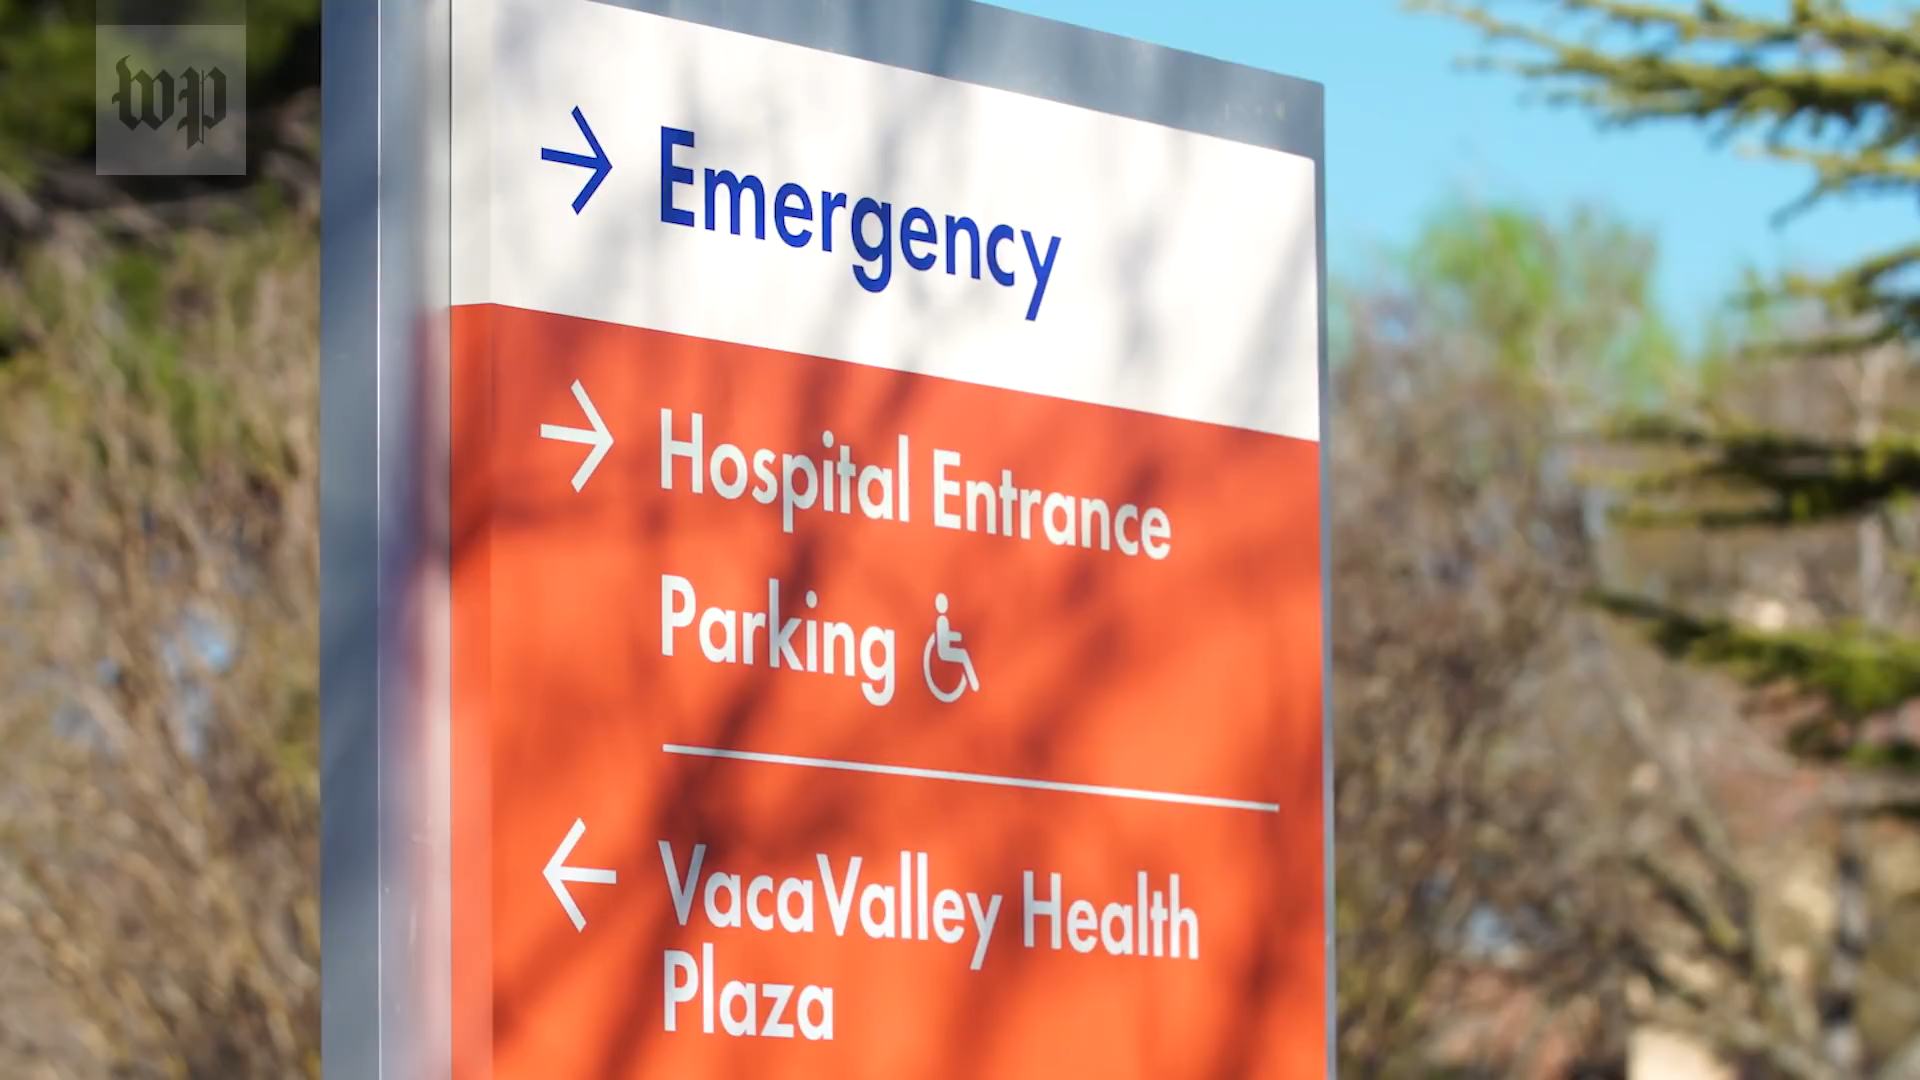 wp
Emergency
Hospital Entrance
Parking
VacaValley Health
Plaza